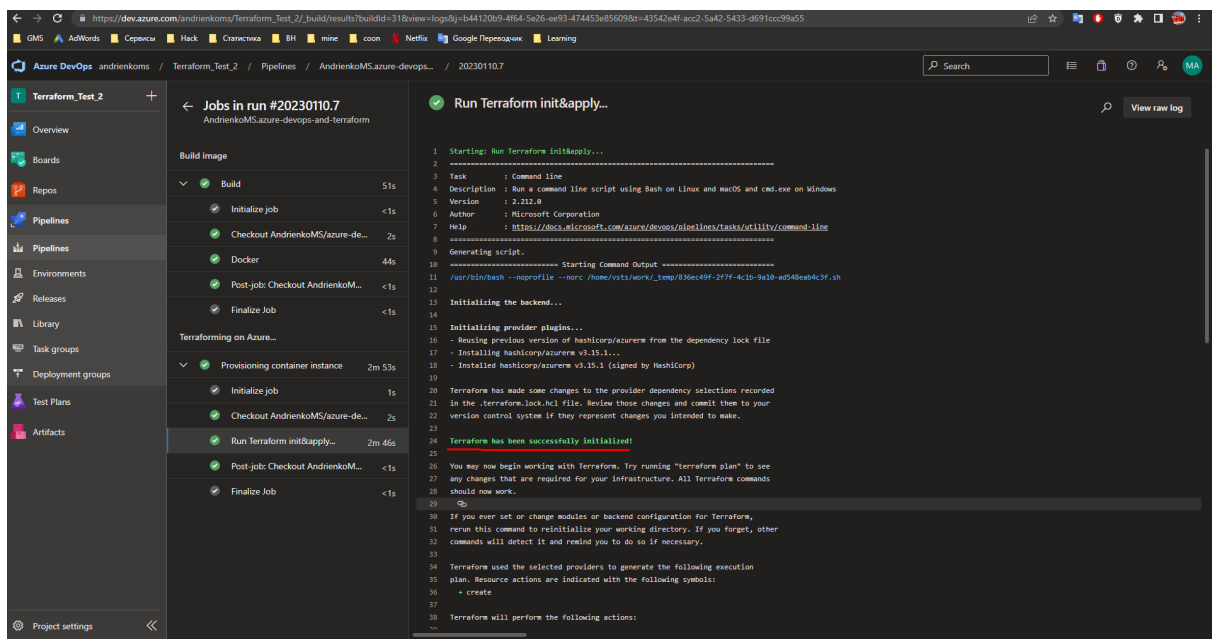 https://dev.azure.com/andrienkoms/Terraform_Test_2/_build/results?buildId=31&view=logs&j=b44120b9-4f64-5e26-ee93-474453e85609&t=43542e4f-acc2-5a42-5433-d691ccc99a55
GMS AdWords Сервисы Hack Статистика BH mine coon Netflix Google Переводчик Learning
Azure DevOps andrienkoms / Terraform_Test_2 / Pipelines / AndrienkoMS.azure-devops... / 20230110.7 Search MA
T Terraform_Test_2 +
Overview
Boards
Repos
Pipelines
Pipelines
Environments
Releases
Library
Task groups
Deployment groups
Test Plans
Artifacts
Project settings
Jobs in run #20230110.7
AndrienkoMS.azure-devops-and-terraform
Build image
Build 51s
Initialize job <1s
Checkout AndrienkoMS/azure-de... 2s
Docker 44s
Post-job: Checkout AndrienkoM... <1s
Finalize Job <1s
Terraforming on Azure...
Provisioning container instance 2m 53s
Initialize job 1s
Checkout AndrienkoMS/azure-de... 2s
Run Terraform init&apply... 2m 46s
Post-job: Checkout AndrienkoM... <1s
Finalize Job <1s
Run Terraform init&apply...
View raw log
1 Starting: Run Terraform init&apply...
2 ==============================================================================
3 Task : Command line
4 Description : Run a command line script using Bash on Linux and macOS and cmd.exe on Windows
5 Version : 2.212.0
6 Author : Microsoft Corporation
7 Help : https://docs.microsoft.com/azure/devops/pipelines/tasks/utility/command-line
8 ==============================================================================
9 Generating script.
10 ========================== Starting Command Output ===========================
11 /usr/bin/bash --noprofile --norc /home/vsts/work/_temp/836ec49f-2f7f-4c1b-9a10-ad548eab4c3f.sh
12
13 Initializing the backend...
14
15 Initializing provider plugins...
16 - Reusing previous version of hashicorp/azurerm from the dependency lock file
17 - Installing hashicorp/azurerm v3.15.1...
18 - Installed hashicorp/azurerm v3.15.1 (signed by HashiCorp)
19
20 Terraform has made some changes to the provider dependency selections recorded
21 in the .terraform.lock.hcl file. Review those changes and commit them to your
22 version control system if they represent changes you intended to make.
23
24 Terraform has been successfully initialized!
25
26 You may now begin working with Terraform. Try running "terraform plan" to see
27 any changes that are required for your infrastructure. All Terraform commands
28 should now work.
29
30 If you ever set or change modules or backend configuration for Terraform,
31 rerun this command to reinitialize your working directory. If you forget, other
32 commands will detect it and remind you to do so if necessary.
33
34 Terraform used the selected providers to generate the following execution
35 plan. Resource actions are indicated with the following symbols:
36 + create
37
38 Terraform will perform the following actions: